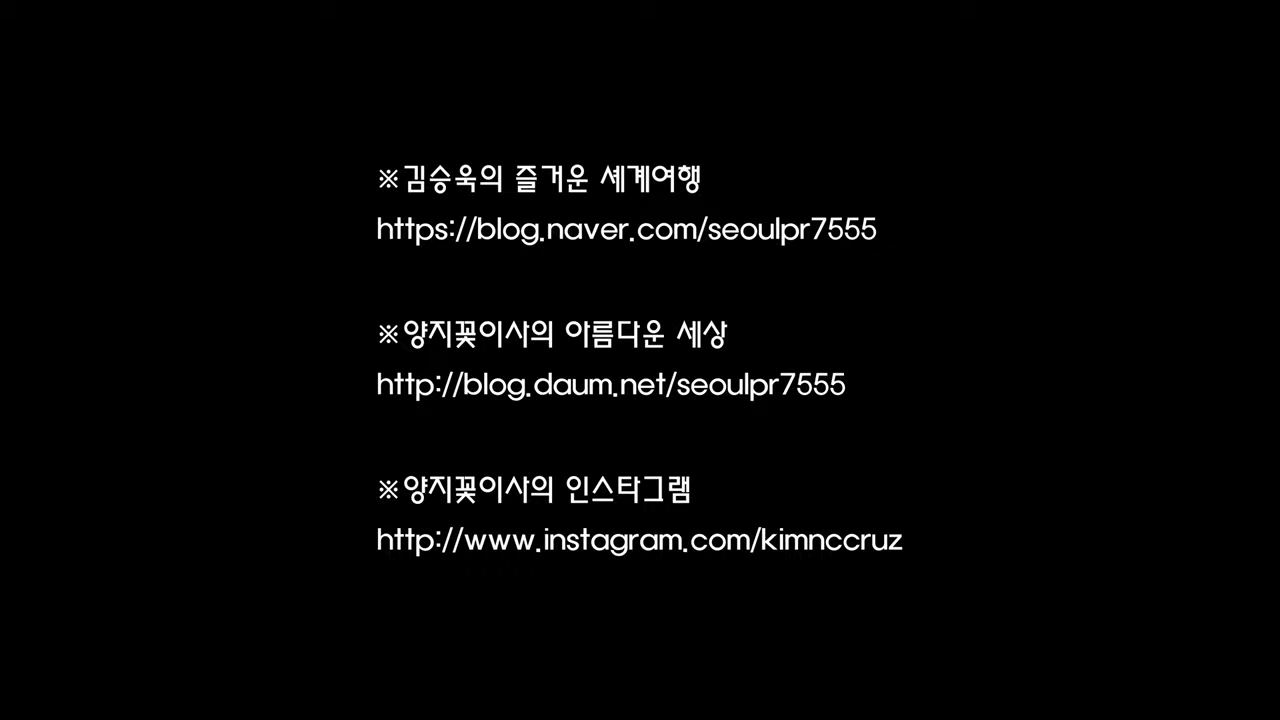 ※김승욱의 즐거운 세계여행
https://blog.naver.com/seoulpr7555
※양지꽃이사의 아름다운 세상
http://blog.daum.net/seoulpr7555
※양지꽃이사의 인스타그램
http://www.instagram.com/kimnccruz